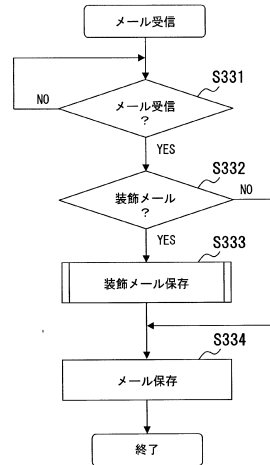 メール受信
S331
メール受信
?
NO
YES
S332
装飾メール
?
NO
YES
S333
装飾メール保存
S334
メール保存
終了